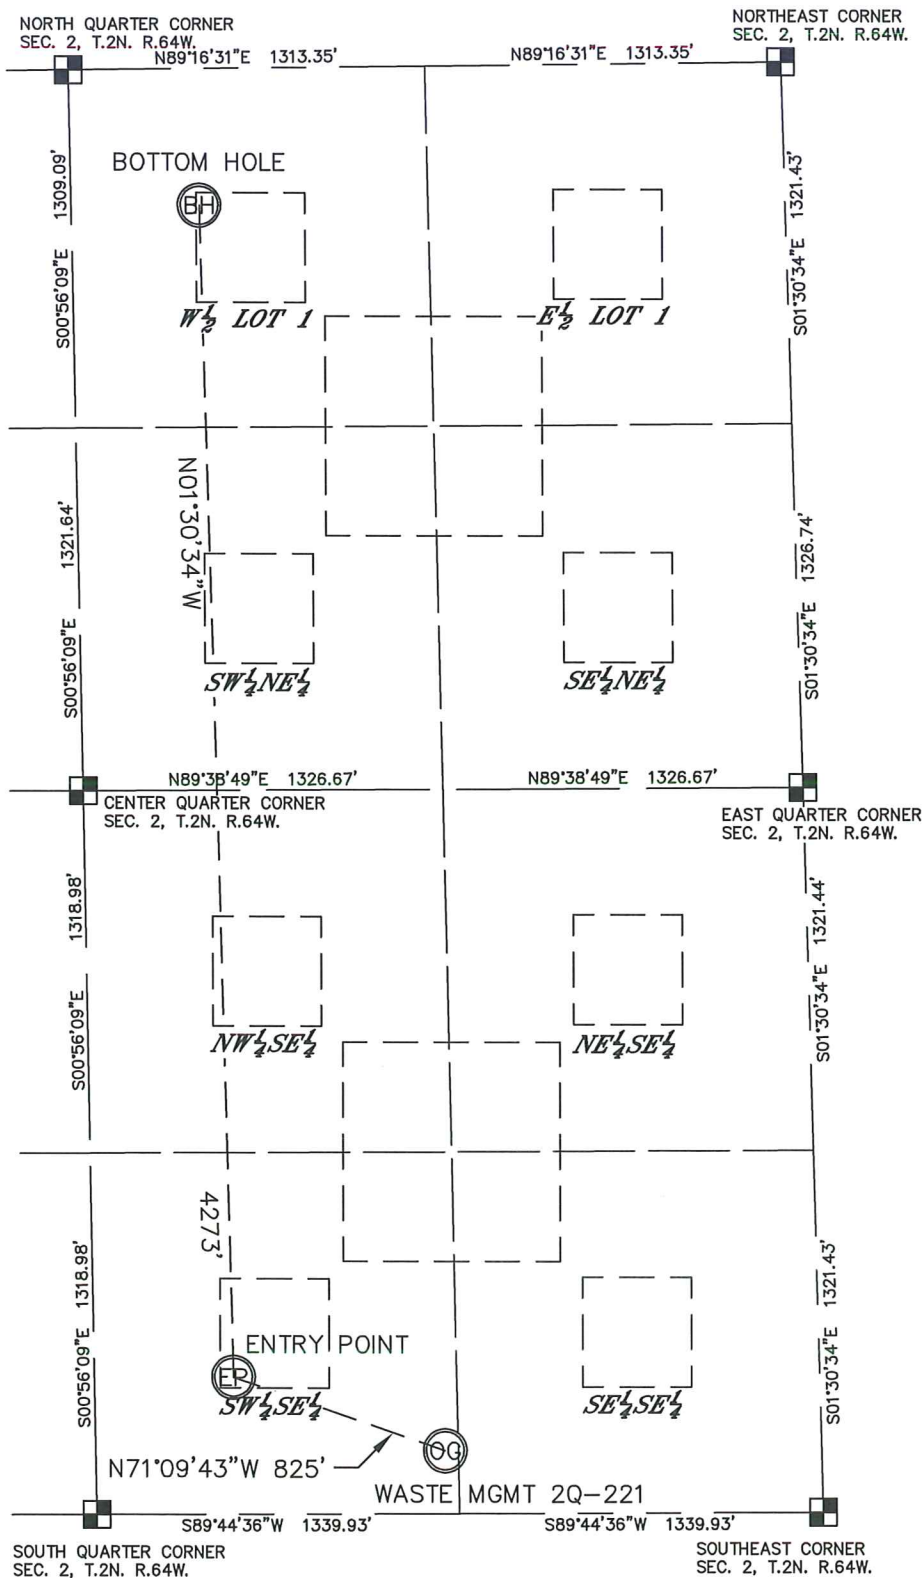 NORTH QUARTER CORNER
SEC. 2, T.2N. R.64W.
NORTHEAST CORNER
SEC. 2, T.2N. R.64W.
N89°16'31"E 1313.35'
N89°16'31"E 1313.35'
BOTTOM HOLE
BH
1309.09'
S00°56'09"E
1321.43'
S01°30'34"E
W½ LOT 1
E½ LOT 1
N01°30'34"W
1321.64'
S00°56'09"E
1326.74'
S01°30'34"E
SW¼NE¼
SE¼NE¼
N89°38'49"E 1326.67'
N89°38'49"E 1326.67'
CENTER QUARTER CORNER
SEC. 2, T.2N. R.64W.
EAST QUARTER CORNER
SEC. 2, T.2N. R.64W.
1318.98'
S00°56'09"E
1321.44'
S01°30'34"E
NW¼SE¼
NE¼SE¼
4273'
1318.98'
S00°56'09"E
1321.43'
S01°30'34"E
ENTRY POINT
EP
SW¼SE¼
SE¼SE¼
OG
N71°09'43"W 825'
WASTE MGMT 2Q-221
S89°44'36"W 1339.93'
S89°44'36"W 1339.93'
SOUTH QUARTER CORNER
SEC. 2, T.2N. R.64W.
SOUTHEAST CORNER
SEC. 2, T.2N. R.64W.